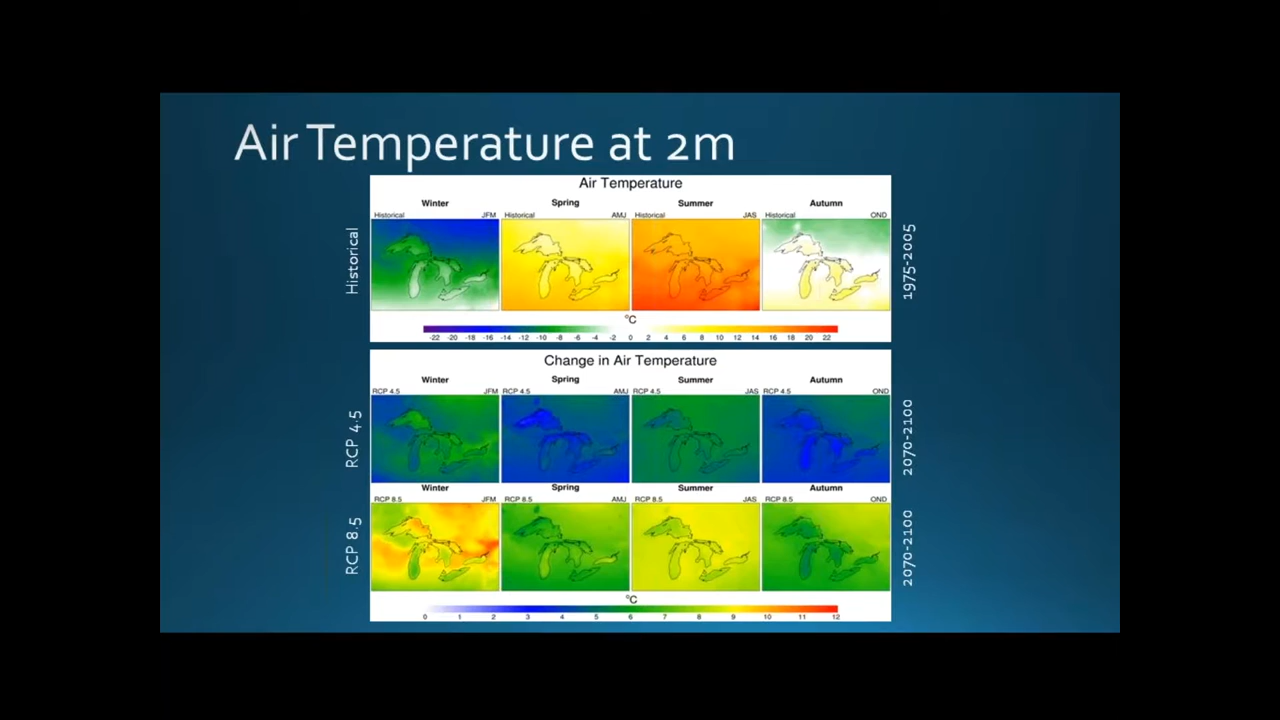 Air Temperature at 2m
Air Temperature
Winter Spring Summer Autumn
Historical JFM Historical AMJ Historical JAS Historical OND
Historical
1975-2005
°C
-22 -20 -18 -16 -14 -12 -10 -8 -6 -4 -2 0 2 4 6 8 10 12 14 16 18 20 22
Change in Air Temperature
Winter Spring Summer Autumn
RCP 4.5 JFM RCP 4.5 AMJ RCP 4.5 JAS RCP 4.5 OND
RCP 4.5
2070-2100
Winter Spring Summer Autumn
RCP 8.5 JFM RCP 8.5 AMJ RCP 8.5 JAS RCP 8.5 OND
RCP 8.5
2070-2100
°C
0 1 2 3 4 5 6 7 8 9 10 11 12